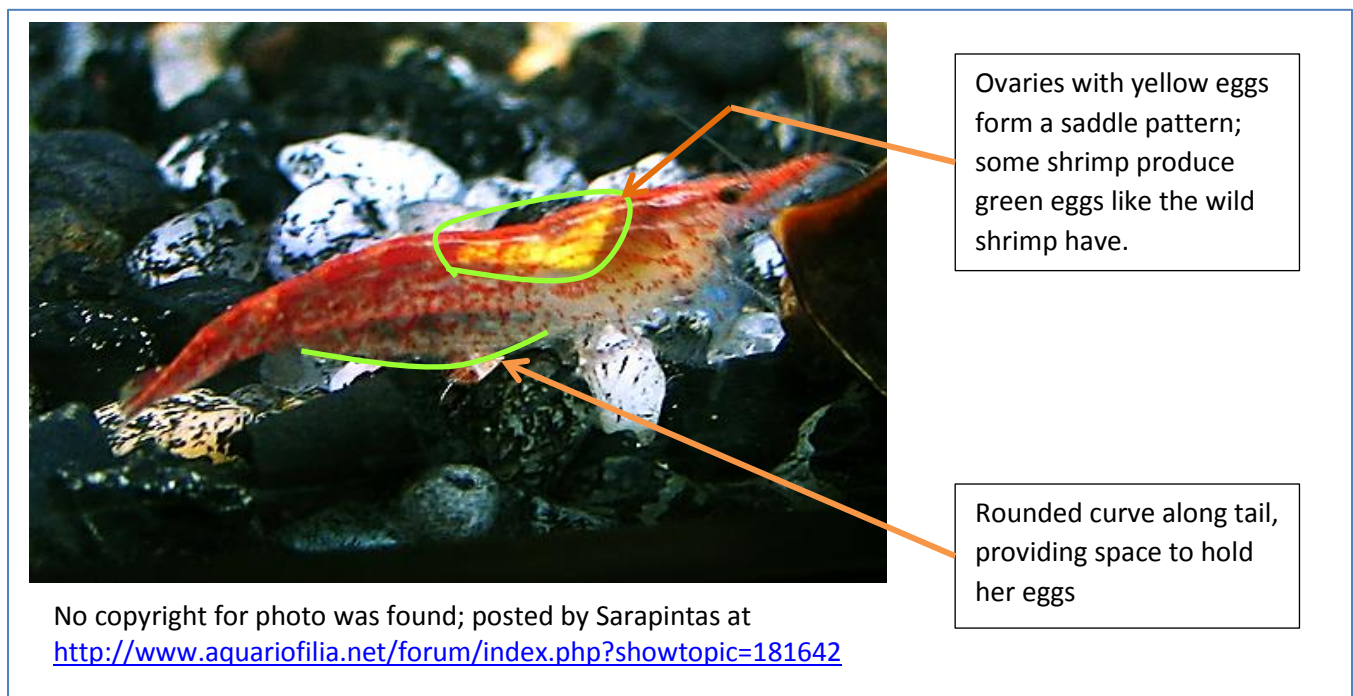 Ovaries with yellow eggs
form a saddle pattern;
some shrimp produce
green eggs like the wild
shrimp have.
Rounded curve along tail,
providing space to hold
her eggs
No copyright for photo was found; posted by Sarapintas at
http://www.aquariofilia.net/forum/index.php?showtopic=181642